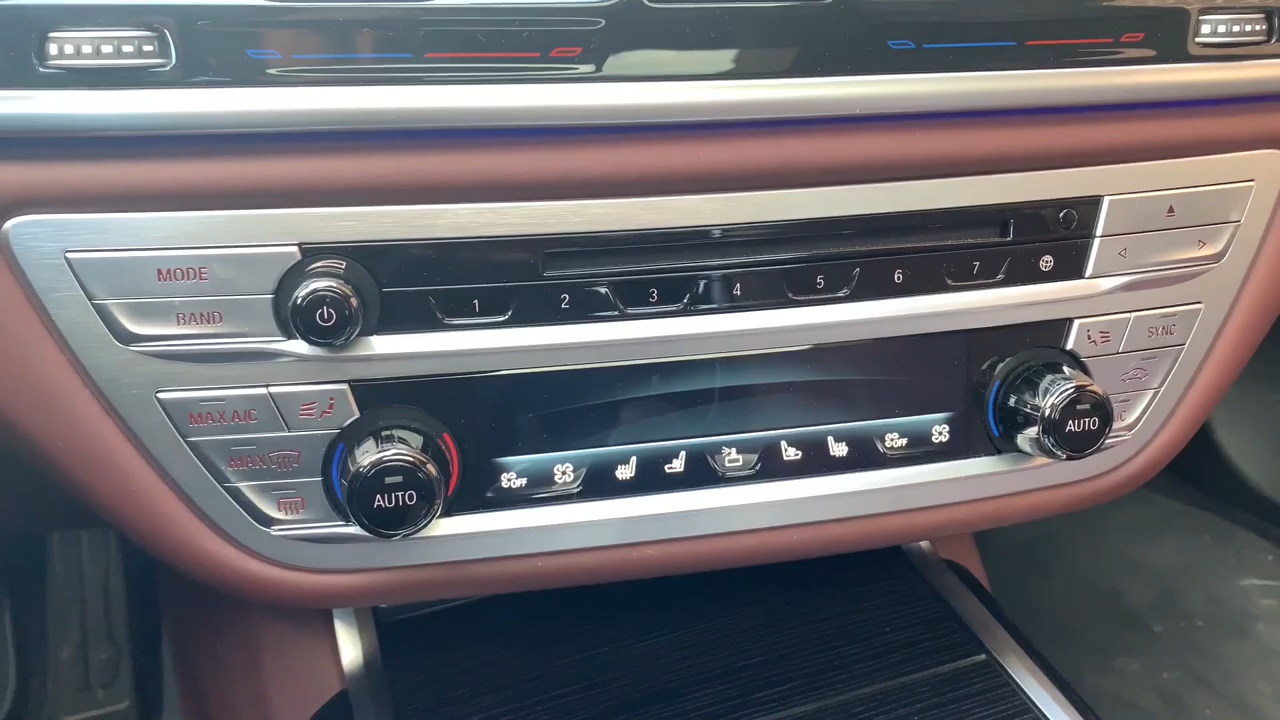 MODE
BAND
1 2 3 4 5 6 7
MAX A/C
SYNC
MAX
AUTO
AUTO
OFF
OFF